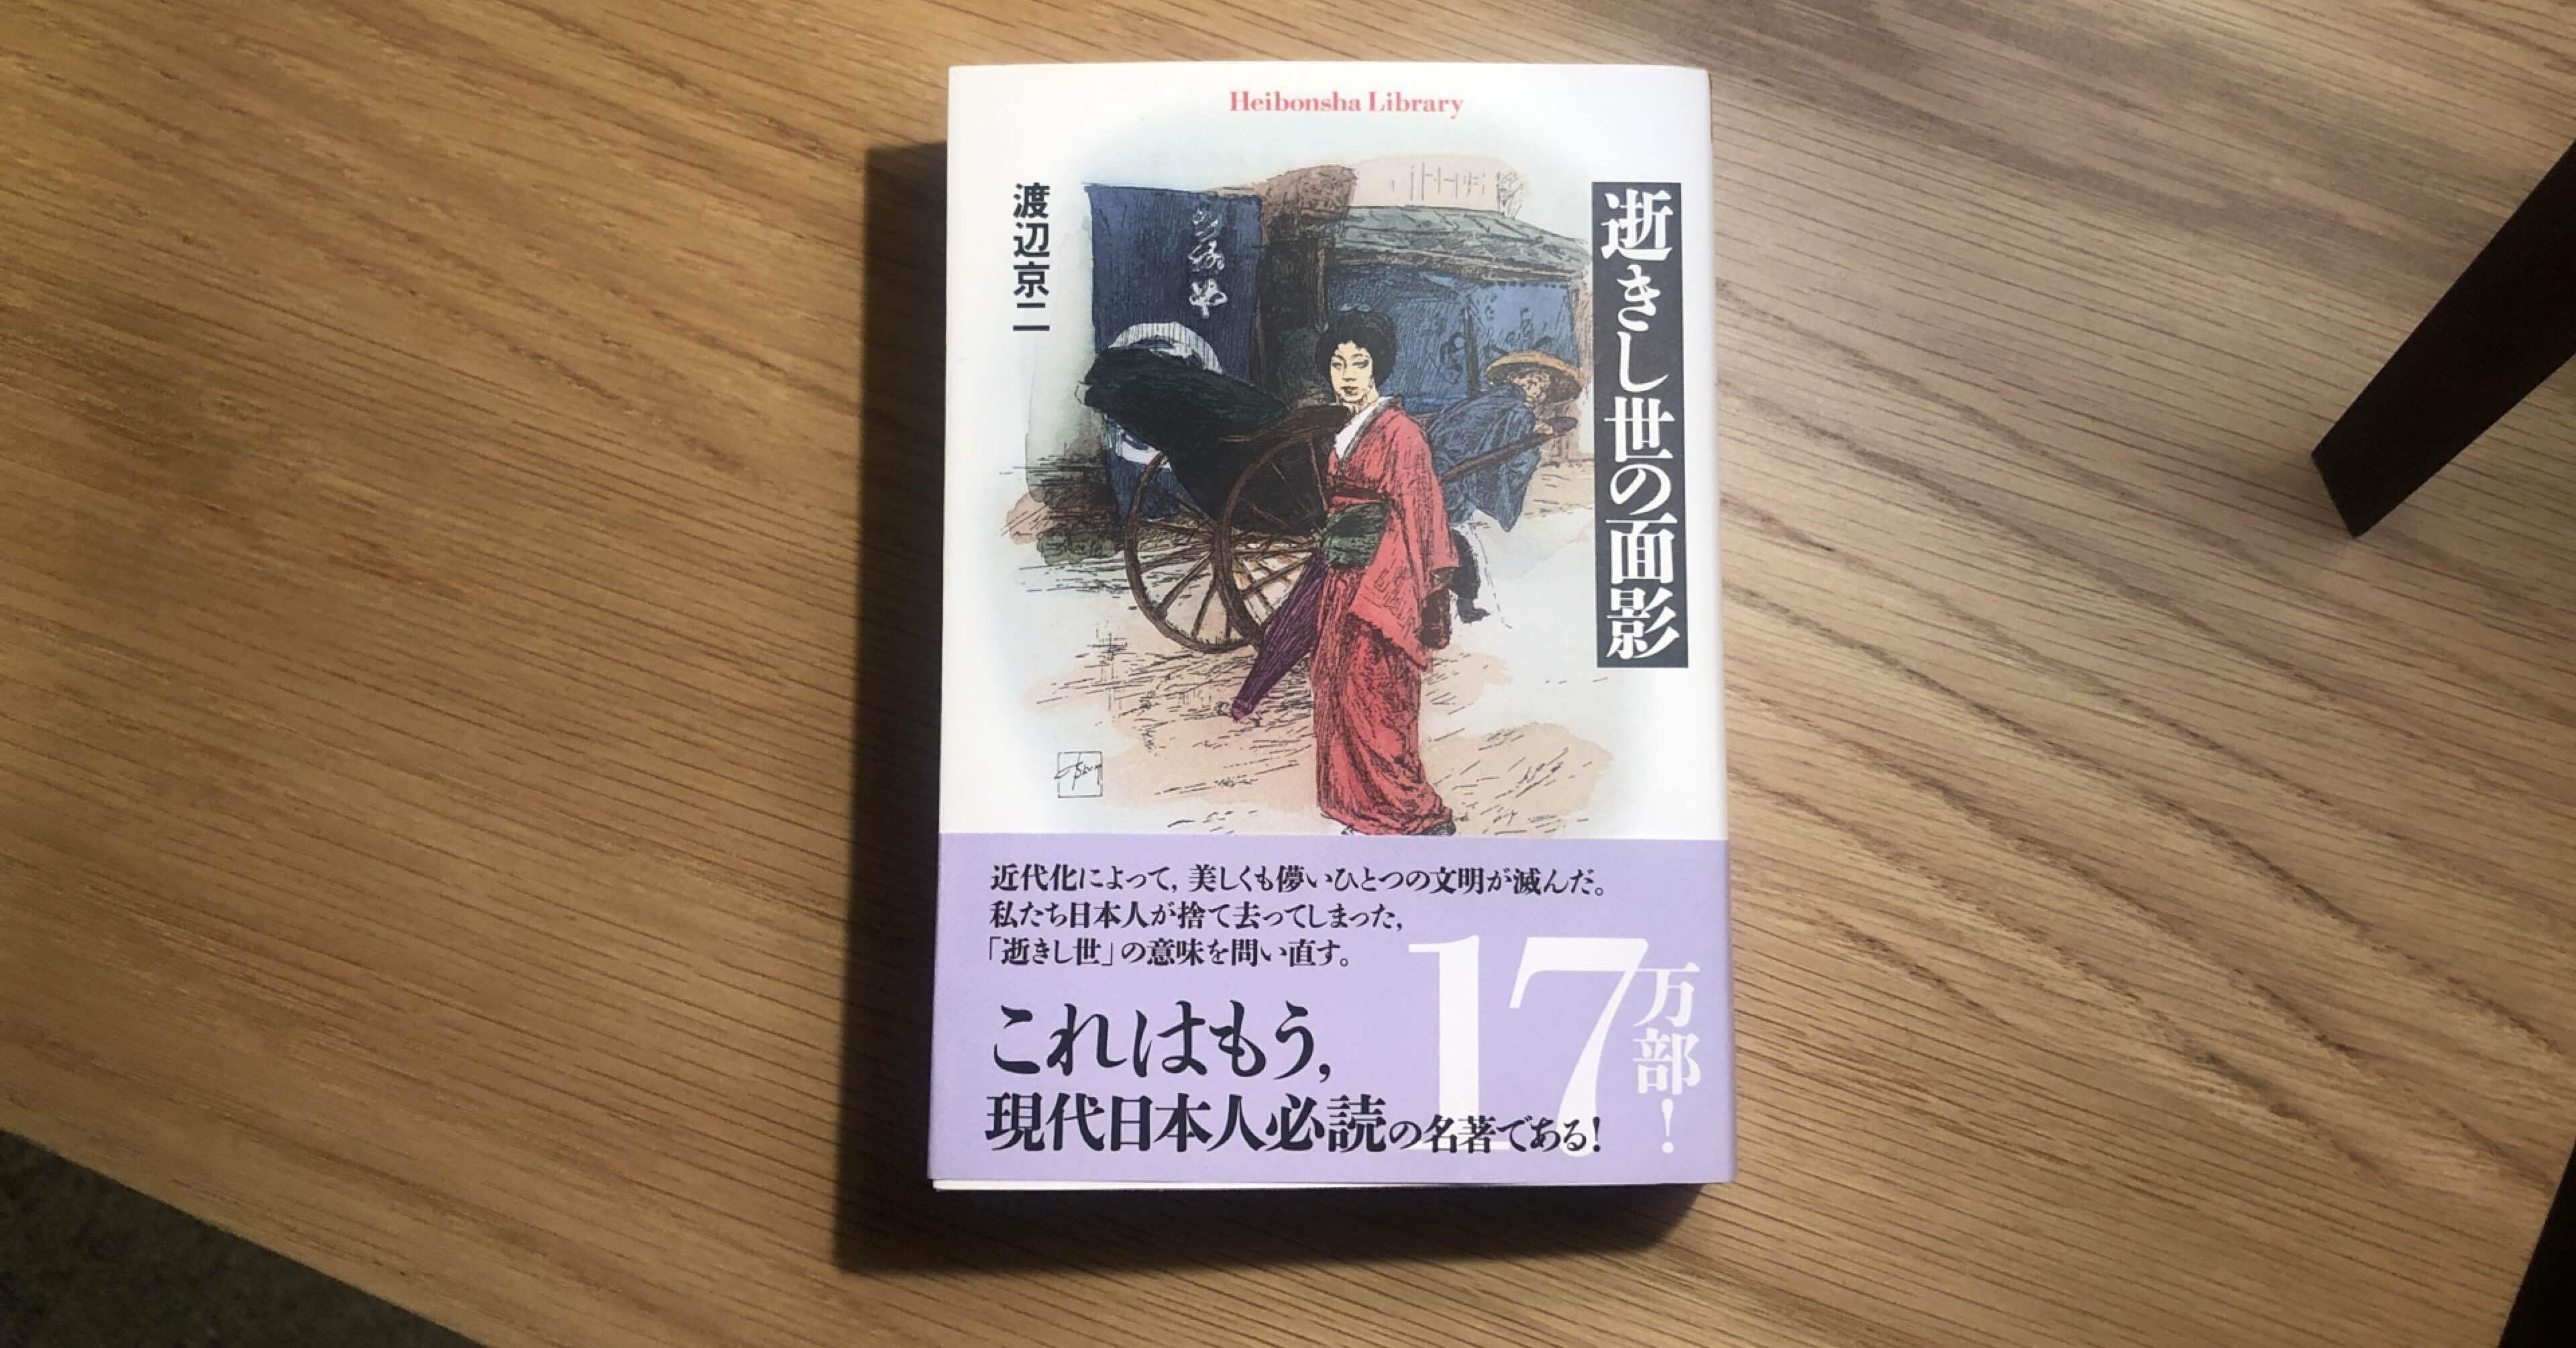 Heibonsha Library
逝きし世の面影
渡辺京二
近代化によって,美しくも儚いひとつの文明が滅んだ。
私たち日本人が捨て去ってしまった,
「逝きし世」の意味を問い直す。
17万部!
これはもう,
現代日本人必読の名著である!